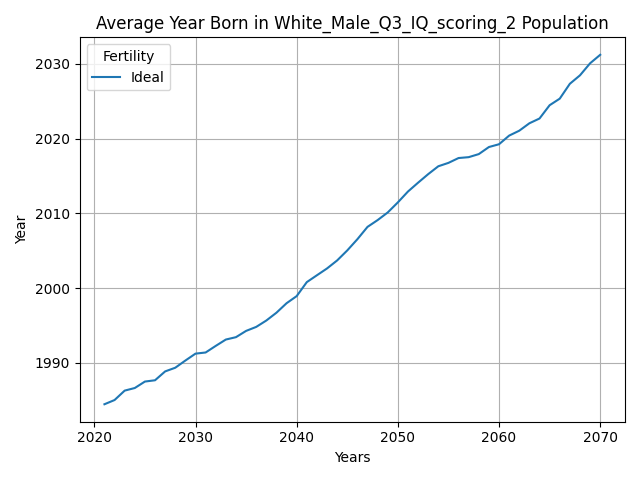 Average Year Born in White_Male_Q3_IQ_scoring_2 Population
Fertility
Ideal
Year
2030
2020
2010
2000
1990
2020 2030 2040 2050 2060 2070
Years